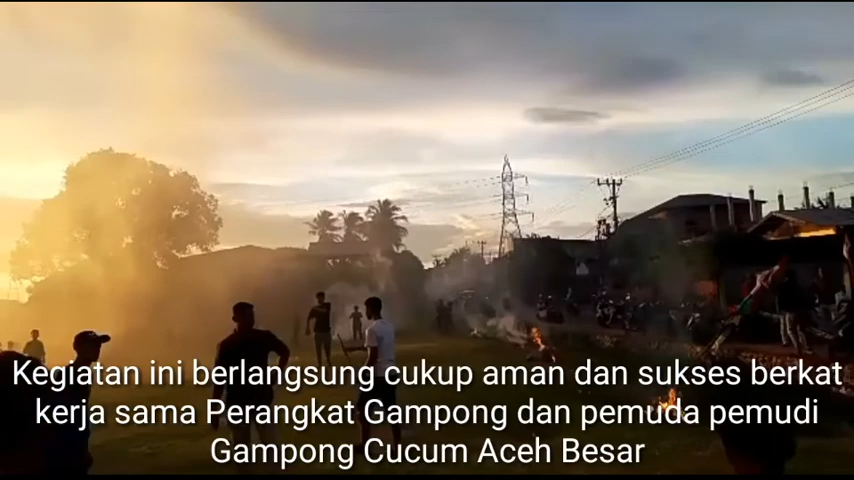 Kegiatan ini berlangsung cukup aman dan sukses berkat
kerja sama Perangkat Gampong dan pemuda pemudi
Gampong Cucum Aceh Besar